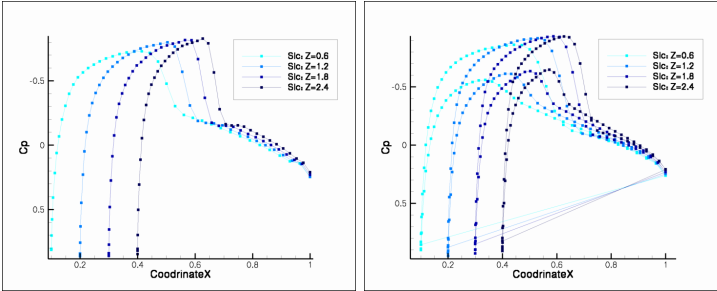 Slc: Z=0.6
Slc: Z=1.2
Slc: Z=1.8
Slc: Z=2.4
-0.5
0
0.5
Cp
0.2
0.4
0.6
0.8
1
CoodrinateX
Slc: Z=0.6
Slc: Z=1.2
Slc: Z=1.8
Slc: Z=2.4
-0.5
0
0.5
Cp
0.2
0.4
0.6
0.8
1
CoodrinateX